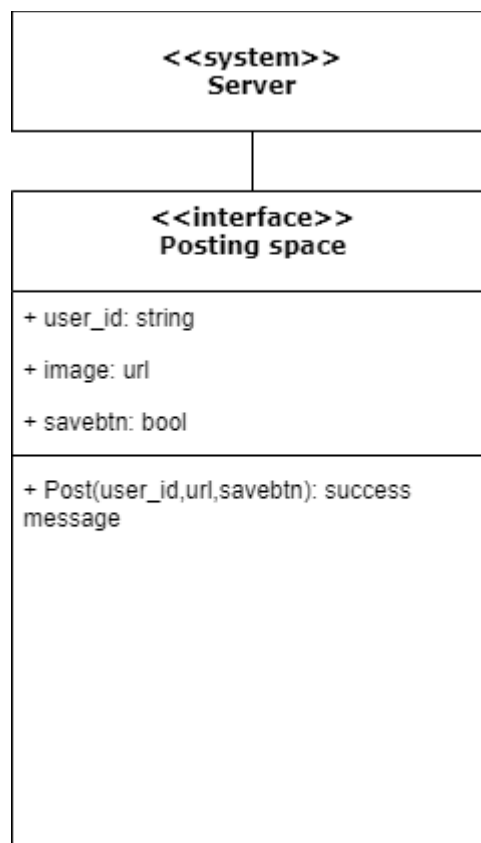 <<system>>
Server
<<interface>>
Posting space
+ user_id: string
+ image: url
+ savebtn: bool
+ Post(user_id,url,savebtn): success
message